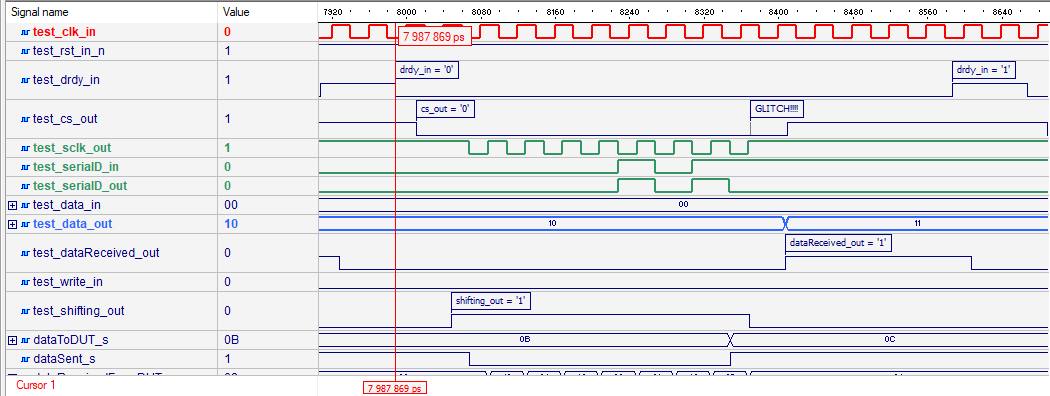 Signal name Value 7920 8000 8080 8160 8240 8320 8400 8480 8560 8640
test_clk_in 0 7 987 869 ps
test_rst_in_n 1
drdy_in = '0' drdy_in = '1'
test_drdy_in 1
cs_out = '0' GLITCH!!!!
test_cs_out 1
test_sclk_out 1
test_serialD_in 0
test_serialD_out 0
test_data_in 00 00
test_data_out 10 10 11
dataReceived_out = '1'
test_dataReceived_out 0
test_write_in 0
shifting_out = '1'
test_shifting_out 0
dataToDUT_s 0B 0B 0C
dataSent_s 1
Cursor 1 7 987 869 ps